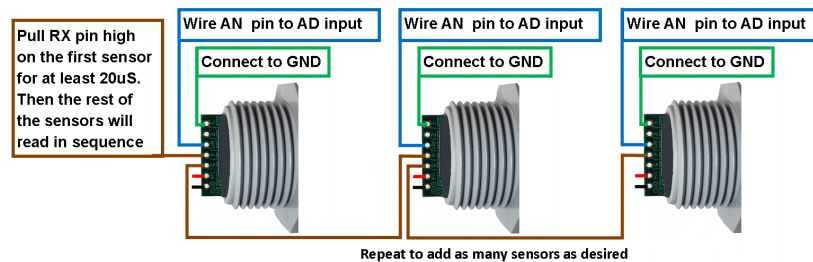 Pull RX pin high
on the first sensor
for at least 20uS.
Then the rest of
the sensors will
read in sequence
Wire AN pin to AD input
Connect to GND
Wire AN pin to AD input
Connect to GND
Wire AN pin to AD input
Connect to GND
Repeat to add as many sensors as desired